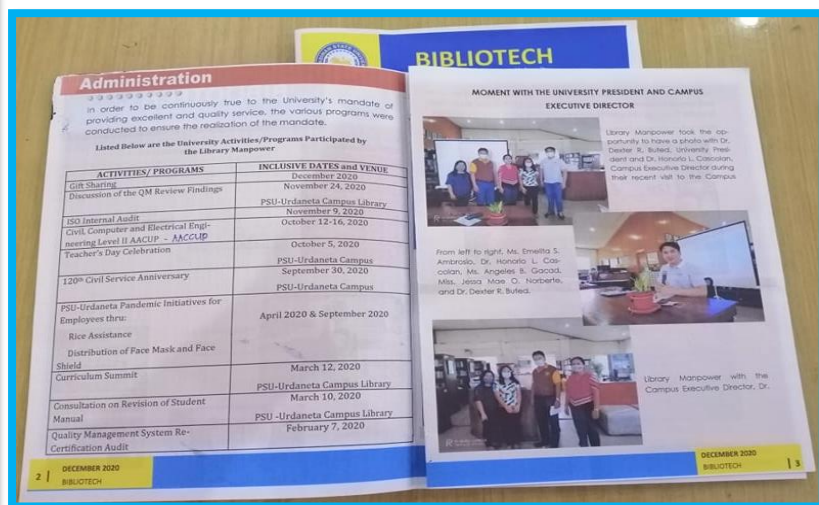 BIBLIOTECH
Administration
In order to be continuously true to the University's mandate of
providing excellent and quality service, the various programs were
conducted to ensure the realization of the mandate.
Listed Below are the University Activities/Programs Participated by
the Library Manpower
ACTIVITIES/ PROGRAMS
INCLUSIVE DATES and VENUE
Gift Sharing
December 2020
Discussion of the QM Review Findings
November 24, 2020
PSU-Urdaneta Campus Library
ISO Internal Audit
November 9, 2020
Civil, Computer and Electrical Engi-
neering Level II AACUP - AACCUP
October 12-16, 2020
Teacher's Day Celebration
October 5, 2020
PSU-Urdaneta Campus
120th Civil Service Anniversary
September 30, 2020
PSU-Urdaneta Campus
PSU-Urdaneta Pandemic Initiatives for
Employees thru:
Rice Assistance
Distribution of Face Mask and Face
Shield
April 2020 & September 2020
Curriculum Summit
March 12, 2020
PSU-Urdaneta Campus Library
Consultation on Revision of Student
Manual
March 10, 2020
PSU -Urdaneta Campus Library
Quality Management System Re-
Certification Audit
February 7, 2020
2 |
DECEMBER 2020
BIBLIOTECH
MOMENT WITH THE UNIVERSITY PRESIDENT AND CAMPUS
EXECUTIVE DIRECTOR
Library Manpower took the op-
portunity to have a photo with Dr.
Dexter R. Buted, University Presi-
dent and Dr. Honorio L. Cascolan,
Campus Executive Director during
their recent visit to the Campus
From left to right, Ms. Emelita S.
Ambrosio, Dr. Honorio L. Cas-
colan, Ms. Angeles B. Gacad,
Miss. Jessa Mae O. Norberte,
and Dr. Dexter R. Buted.
Library Manpower with the
Campus Executive Director, Dr.
DECEMBER 2020
BIBLIOTECH
| 3